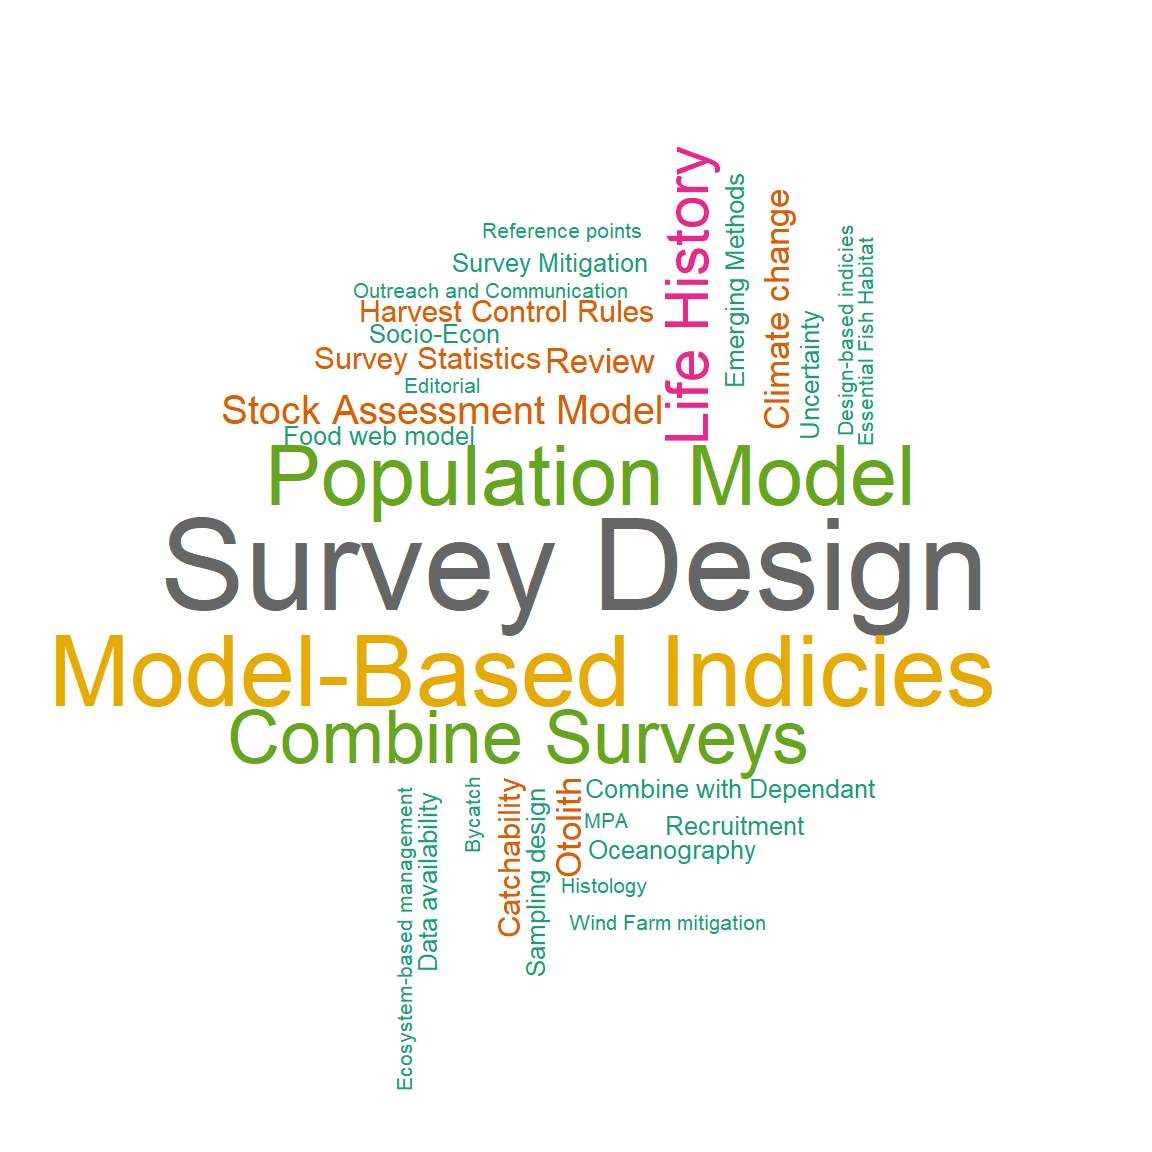 Life History
Emerging Methods
Climate change
Uncertainty
Design-based indicies
Essential Fish Habitat
Reference points
Survey Mitigation
Outreach and Communication
Harvest Control Rules
Socio-Econ
Survey Statistics
Review
Editorial
Stock Assessment Model
Food web model
Population Model
Survey Design
Model-Based Indicies
Combine Surveys
Ecosystem-based management
Data availability
Bycatch
Catchability
Sampling design
Otolith
Combine with Dependant
MPA
Recruitment
Oceanography
Histology
Wind Farm mitigation